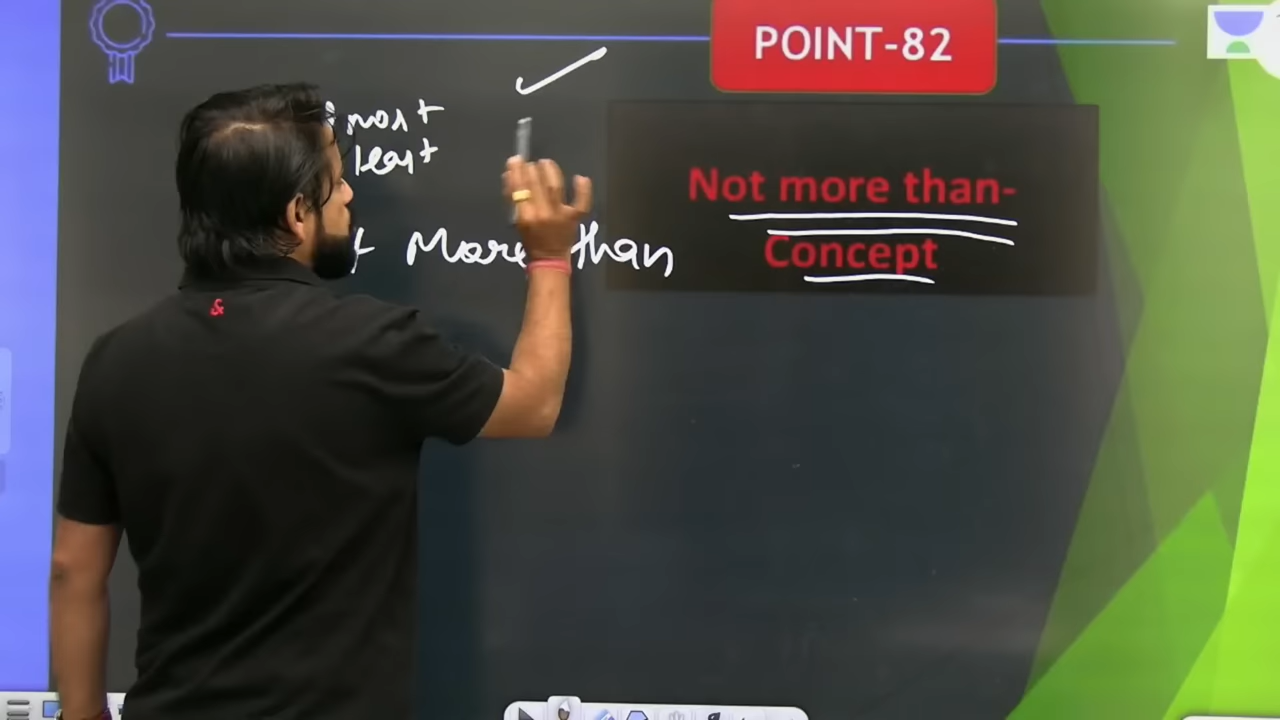 POINT-82
most
least
More than
Not more than-
Concept
&